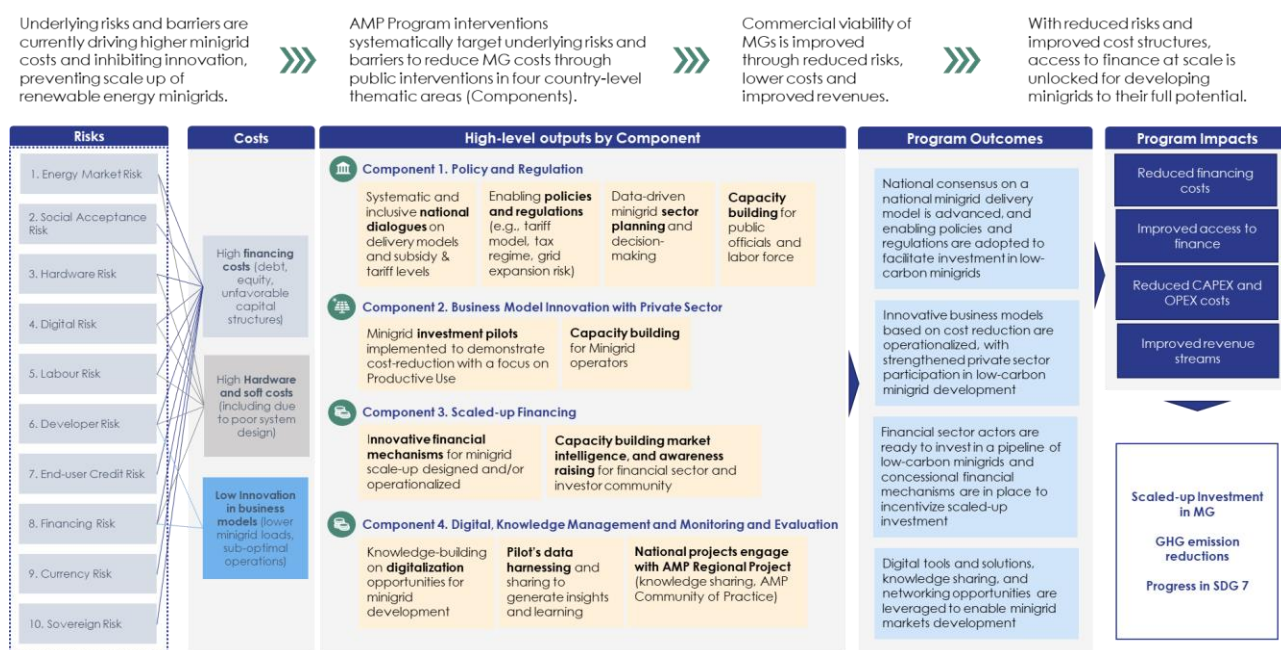 Underlying risks and barriers are
currently driving higher minigrid
costs and inhibiting innovation,
preventing scale up of
renewable energy minigrids.
AMP Program interventions
systematically target underlying risks and
barriers to reduce MG costs through
public interventions in four country-level
thematic areas (Components).
Commercial viability of
MGs is improved
through reduced risks,
lower costs and
improved revenues.
With reduced risks and
improved cost structures,
access to finance at scale is
unlocked for developing
minigrids to their full potential.
Risks
1. Energy Market Risk
2. Social Acceptance
Risk
3. Hardware Risk
4. Digital Risk
5. Labour Risk
6. Developer Risk
7. End-user Credit Risk
8. Financing Risk
9. Currency Risk
10. Sovereign Risk
Costs
High financing
costs (debt,
equity,
unfavorable
capital
structures)
High Hardware
and soft costs
(including due
to poor system
design)
Low Innovation
in business
models (lower
minigrid loads,
sub-optimal
operations)
High-level outputs by Component
Component 1. Policy and Regulation
Systematic and
inclusive national
dialogues on
delivery models
and subsidy &
tariff levels
Enabling policies
and regulations
(e.g., tariff
model, tax
regime, grid
expansion risk)
Data-driven
minigrid sector
planning and
decision-
making
Capacity
building for
public
officials and
labor force
Component 2. Business Model Innovation with Private Sector
Minigrid investment pilots
implemented to demonstrate
cost-reduction with a focus on
Productive Use
Capacity building
for Minigrid
operators
Component 3. Scaled-up Financing
Innovative financial
mechanisms for minigrid
scale-up designed and/or
operationalized
Capacity building market
intelligence, and awareness
raising for financial sector and
investor community
Component 4. Digital, Knowledge Management and Monitoring and Evaluation
Knowledge-building
on digitalization
opportunities for
minigrid
development
Pilot's data
harnessing and
sharing to
generate insights
and learning
National projects engage
with AMP Regional Project
(knowledge sharing, AMP
Community of Practice)
Program Outcomes
National consensus on a
national minigrid delivery
model is advanced, and
enabling policies and
regulations are adopted to
facilitate investment in low-
carbon minigrids
Innovative business models
based on cost reduction are
operationalized, with
strengthened private sector
participation in low-carbon
minigrid development
Financial sector actors are
ready to invest in a pipeline of
low-carbon minigrids and
concessional financial
mechanisms are in place to
incentivize scaled-up
investment
Digital tools and solutions,
knowledge sharing, and
networking opportunities are
leveraged to enable minigrid
markets development
Program Impacts
Reduced financing
costs
Improved access to
finance
Reduced CAPEX and
OPEX costs
Improved revenue
streams
Scaled-up Investment
in MG
GHG emission
reductions
Progress in SDG 7